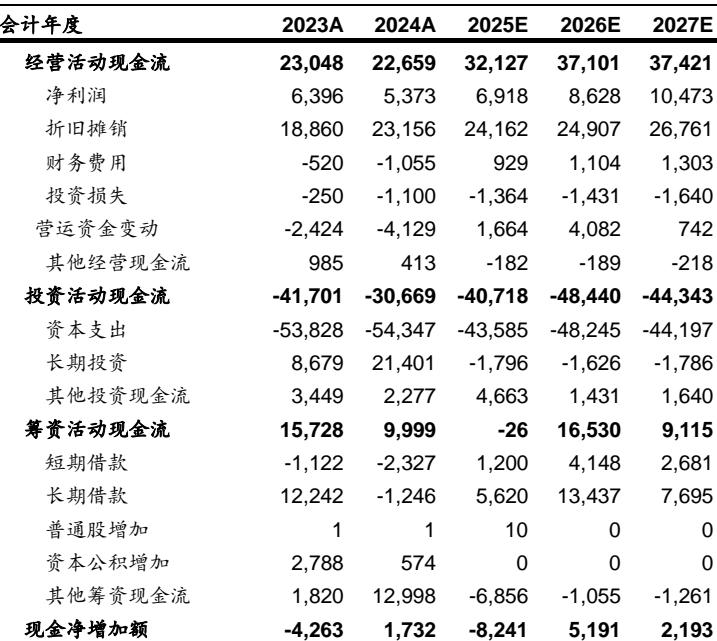 会计年度 2023A 2024A 2025E 2026E 2027E
经营活动现金流 23,048 22,659 32,127 37,101 37,421
净利润 6,396 5,373 6,918 8,628 10,473
折旧摊销 18,860 23,156 24,162 24,907 26,761
财务费用 -520 -1,055 929 1,104 1,303
投资损失 -250 -1,100 -1,364 -1,431 -1,640
营运资金变动 -2,424 -4,129 1,664 4,082 742
其他经营现金流 985 413 -182 -189 -218
投资活动现金流 -41,701 -30,669 -40,718 -48,440 -44,343
资本支出 -53,828 -54,347 -43,585 -48,245 -44,197
长期投资 8,679 21,401 -1,796 -1,626 -1,786
其他投资现金流 3,449 2,277 4,663 1,431 1,640
筹资活动现金流 15,728 9,999 -26 16,530 9,115
短期借款 -1,122 -2,327 1,200 4,148 2,681
长期借款 12,242 -1,246 5,620 13,437 7,695
普通股增加 1 1 10 0 0
资本公积增加 2,788 574 0 0 0
其他筹资现金流 1,820 12,998 -6,856 -1,055 -1,261
现金净增加额 -4,263 1,732 -8,241 5,191 2,193